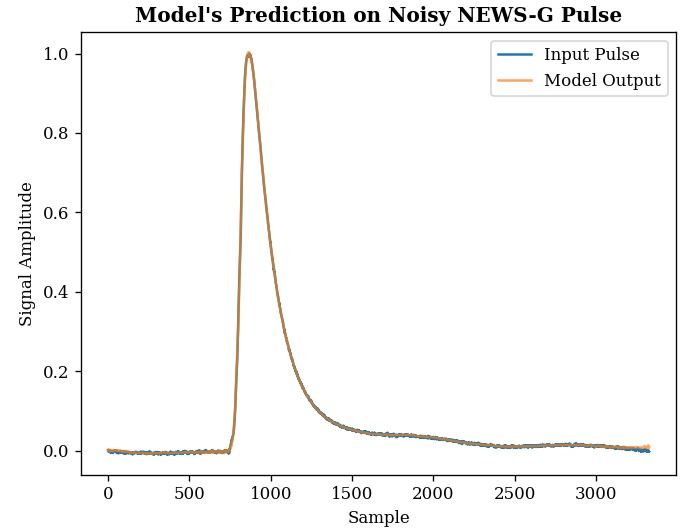 Model's Prediction on Noisy NEWS-G Pulse
Input Pulse
Model Output
Signal Amplitude
1.0
0.8
0.6
0.4
0.2
0.0
0 500 1000 1500 2000 2500 3000
Sample